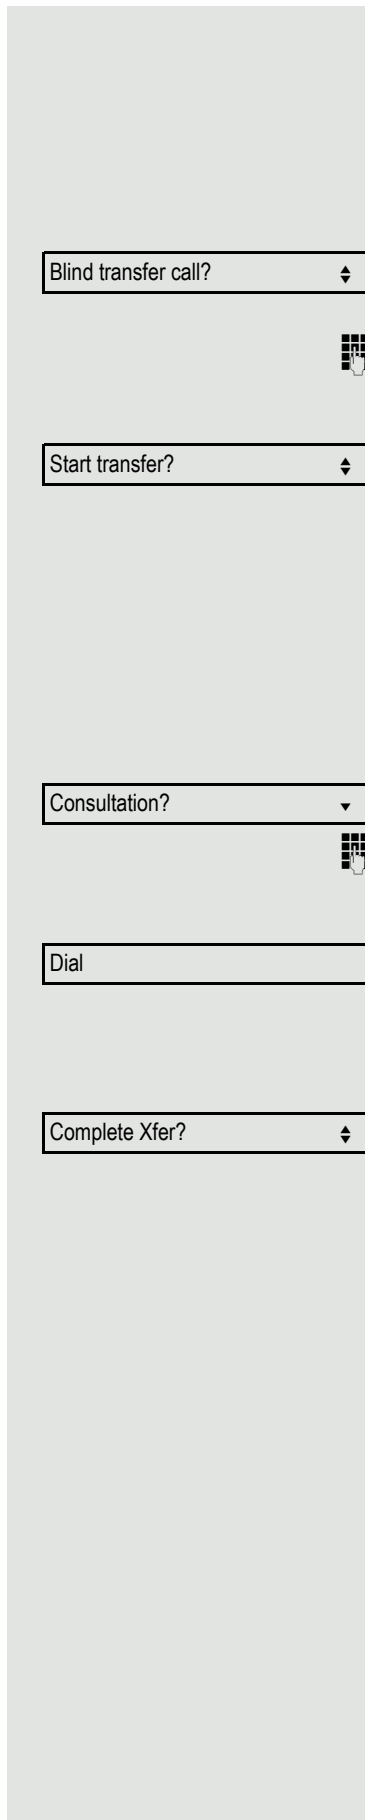 Blind transfer call?
Start transfer?
Consultation?
Dial
Complete Xfer?